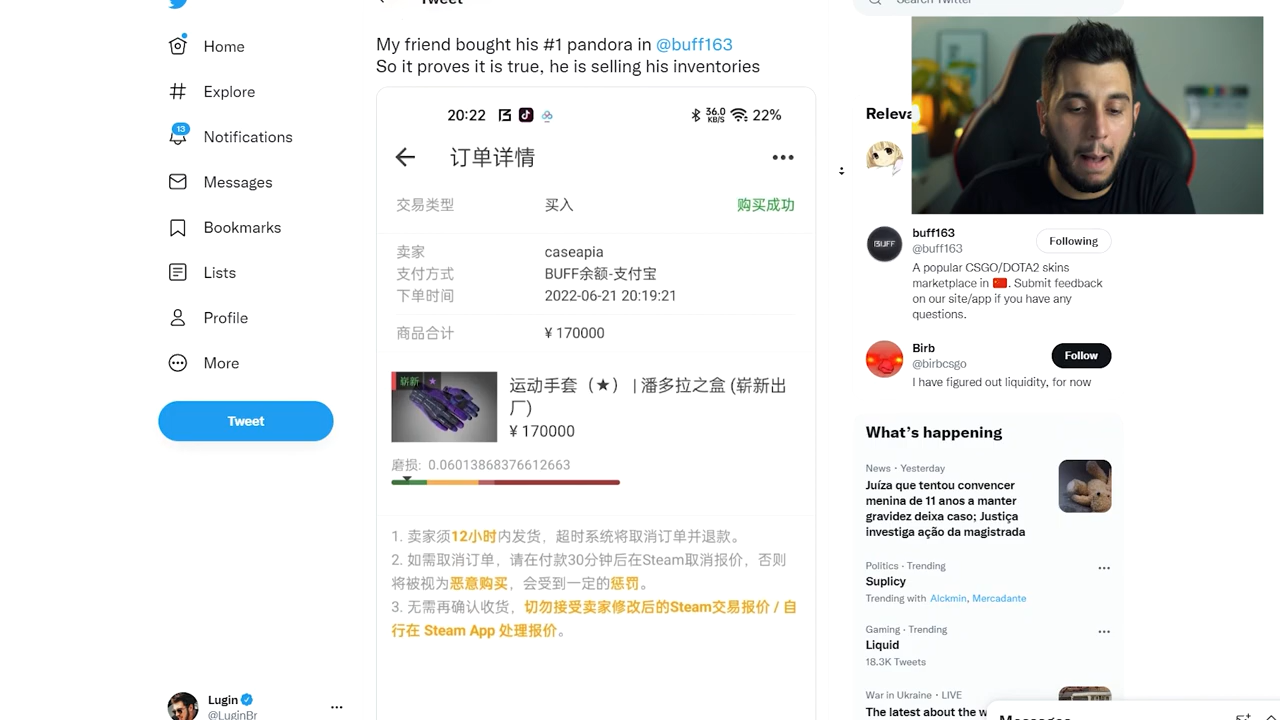 Tweet
Search Twitter
My friend bought his #1 pandora in @buff163
So it proves it is true, he is selling his inventories
Home
Explore
13
Notifications
Messages
Bookmarks
Lists
Profile
More
Tweet
Lugin
@LuginBr
20:22
36.0
KB/S
22%
订单详情
交易类型 买入 购买成功
卖家 caseapia
支付方式 BUFF余额-支付宝
下单时间 2022-06-21 20:19:21
商品合计 ¥ 170000
崭新 ★
运动手套（★） | 潘多拉之盒 (崭新出
厂)
¥ 170000
磨损: 0.06013868376612663
1. 卖家须12小时内发货，超时系统将取消订单并退款。
2. 如需取消订单，请在付款30分钟后在Steam取消报价，否则
将被视为恶意购买，会受到一定的惩罚。
3. 无需再确认收货，切勿接受卖家修改后的Steam交易报价 / 自
行在 Steam App 处理报价。
Releva
BUFF
buff163
@buff163
Following
A popular CSGO/DOTA2 skins
marketplace in 🇨🇳. Submit feedback
on our site/app if you have any
questions.
Birb
@birbcsgo
Follow
I have figured out liquidity, for now
What's happening
News · Yesterday
Juíza que tentou convencer
menina de 11 anos a manter
gravidez deixa caso; Justiça
investiga ação da magistrada
Politics · Trending
Suplicy
Trending with Alckmin, Mercadante
Gaming · Trending
Liquid
18.3K Tweets
War in Ukraine · LIVE
The latest about the w
Messages